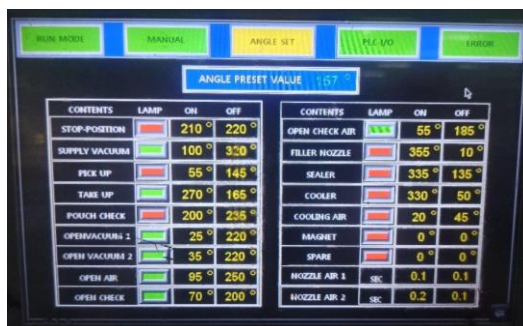 RUN MODE MANUAL ANGLE SET PLC-I/O ERROR
ANGLE PRESET VALUE 157 °
CONTENTS LAMP ON OFF
STOP-POSITION 210 ° 220 °
SUPPLY VACUUM 100 ° 320 °
PICK UP 55 ° 145 °
TAKE UP 270 ° 165 °
POUCH CHECK 200 ° 235 °
OPENVACUUM 1 25 ° 220 °
OPEN VACUUM 2 35 ° 220 °
OPEN AIR 95 ° 250 °
OPEN CHECK 70 ° 200 °
CONTENTS LAMP ON OFF
OPEN CHECK AIR 55 ° 185 °
FILLER NOZZLE 355 ° 10 °
SEALER 335 ° 135 °
COOLER 330 ° 50 °
COOLING AIR 20 ° 45 °
MAGNET 0 ° 0 °
SPARE 0 ° 0 °
NOZZLE AIR 1 SEC 0.1 0.1
NOZZLE AIR 2 SEC 0.2 0.1